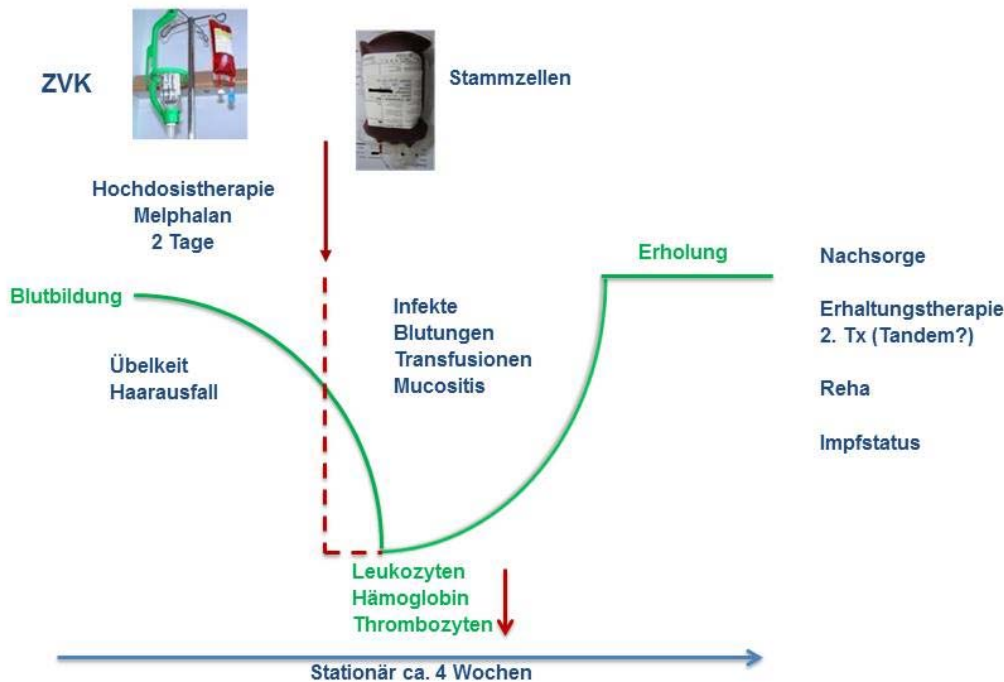 ZVK
Stammzellen
Hochdosistherapie
Melphalan
2 Tage
Blutbildung
Übelkeit
Haarausfall
Infekte
Blutungen
Transfusionen
Mucositis
Erholung
Nachsorge
Erhaltungstherapie
2. Tx (Tandem?)
Reha
Impfstatus
Leukozyten
Hämoglobin
Thrombozyten
Stationär ca. 4 Wochen